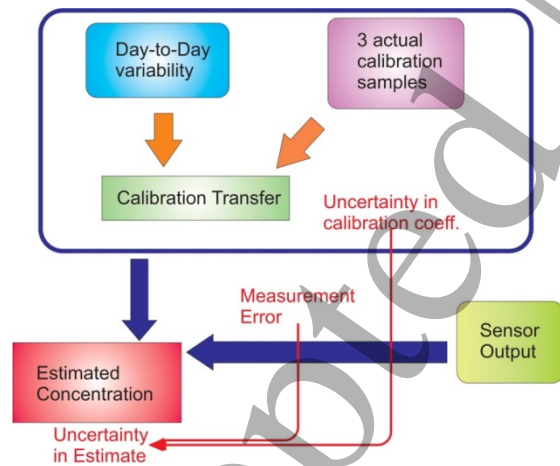 Day-to-Day
variability
3 actual
calibration
samples
Calibration Transfer
Uncertainty in
calibration coeff.
Measurement
Error
Sensor
Output
Estimated
Concentration
Uncertainty
in Estimate